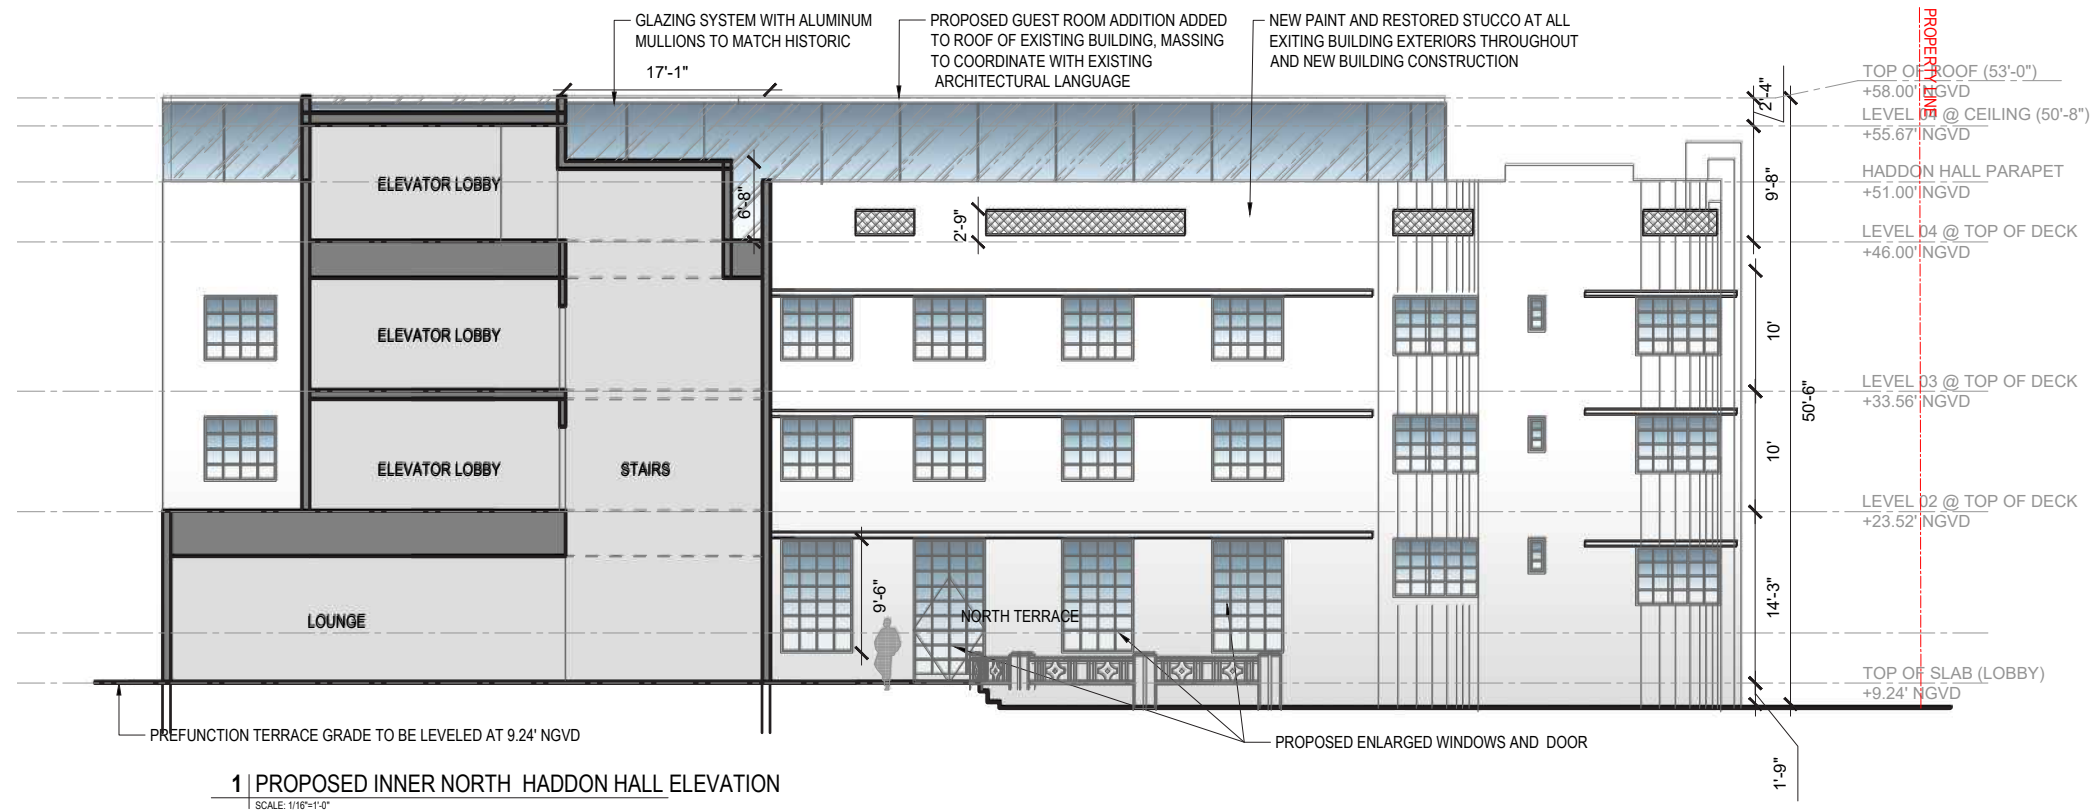 GLAZING SYSTEM WITH ALUMINUM
MULLIONS TO MATCH HISTORIC
PROPOSED GUEST ROOM ADDITION ADDED
TO ROOF OF EXISTING BUILDING, MASSING
TO COORDINATE WITH EXISTING
ARCHITECTURAL LANGUAGE
NEW PAINT AND RESTORED STUCCO AT ALL
EXITING BUILDING EXTERIORS THROUGHOUT
AND NEW BUILDING CONSTRUCTION
PROPERTY LINE
17'-1"
TOP OF ROOF (53'-0")
+58.00' NGVD
2'-4"
LEVEL 04 @ CEILING (50'-8")
+55.67' NGVD
HADDON HALL PARAPET
+51.00' NGVD
9'-8"
ELEVATOR LOBBY
6'-8"
2'-9"
LEVEL 04 @ TOP OF DECK
+46.00' NGVD
ELEVATOR LOBBY
10'
LEVEL 03 @ TOP OF DECK
+33.56' NGVD
50'-6"
ELEVATOR LOBBY
STAIRS
10'
LEVEL 02 @ TOP OF DECK
+23.52' NGVD
9'-6"
14'-3"
LOUNGE
NORTH TERRACE
TOP OF SLAB (LOBBY)
+9.24' NGVD
PREFUNCTION TERRACE GRADE TO BE LEVELED AT 9.24' NGVD
PROPOSED ENLARGED WINDOWS AND DOOR
1'-9"
1 PROPOSED INNER NORTH HADDON HALL ELEVATION
SCALE: 1/16"=1'-0"